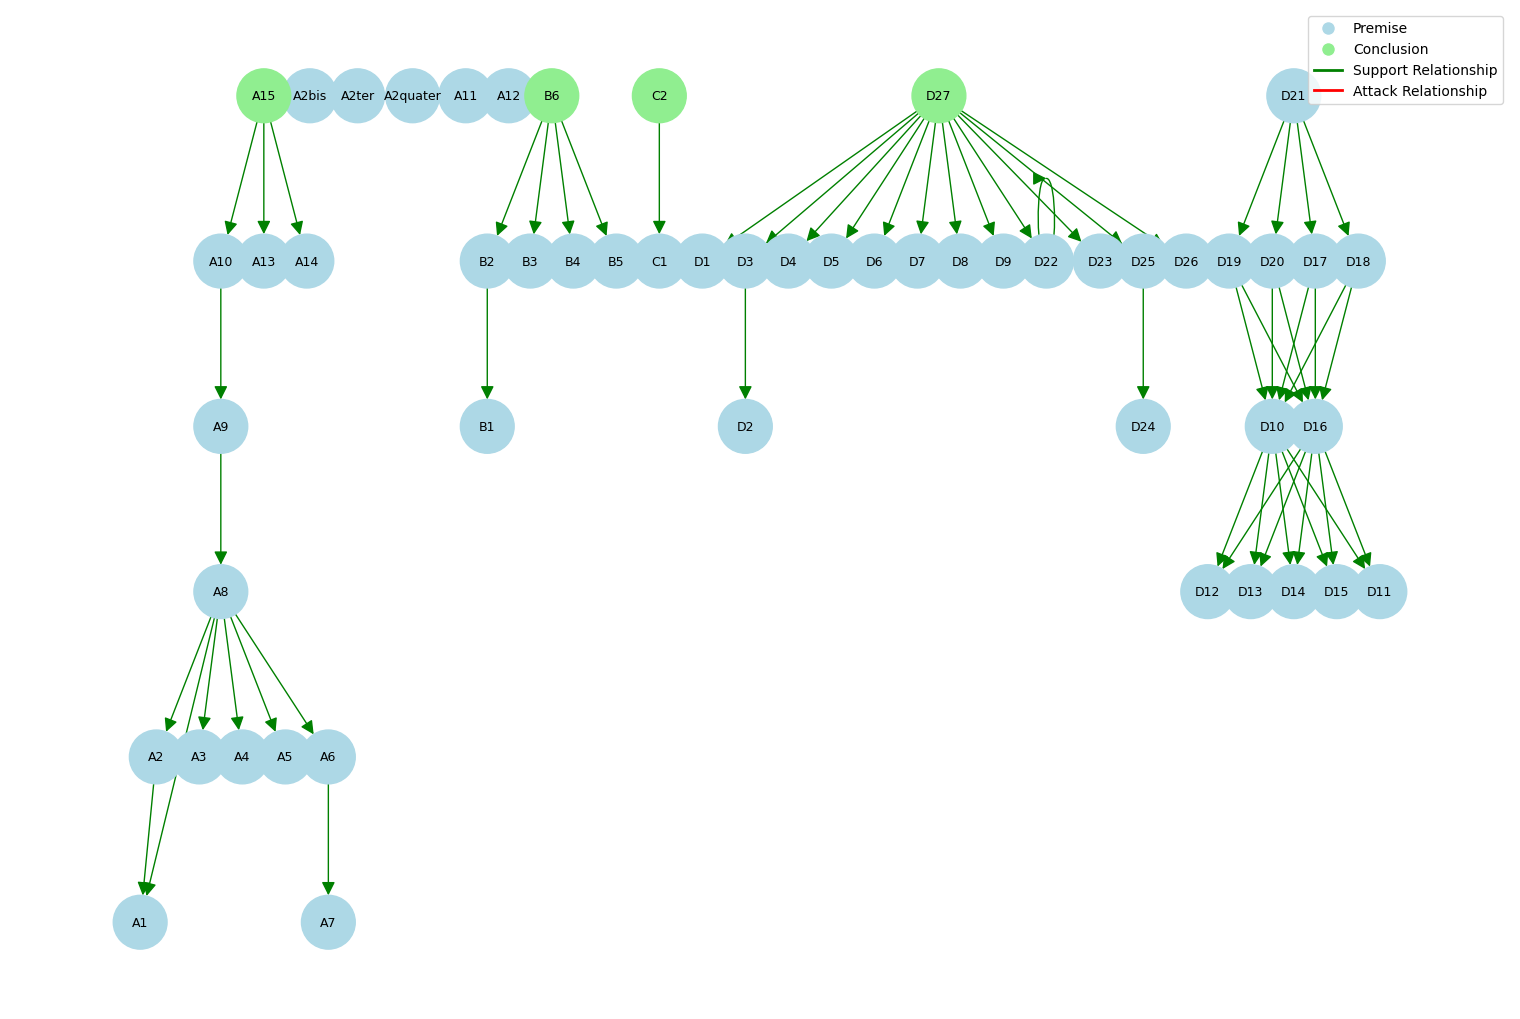 Premise
Conclusion
Support Relationship
Attack Relationship
A15 A2bis A2ter A2quater A11 A12 B6 C2 D27 D21
A10 A13 A14 B2 B3 B4 B5 C1 D1 D3 D4 D5 D6 D7 D8 D9 D22 D23 D25 D26 D19 D20 D17 D18
A9 B1 D2 D24 D10 D16
A8 D12 D13 D14 D15 D11
A2 A3 A4 A5 A6
A1 A7